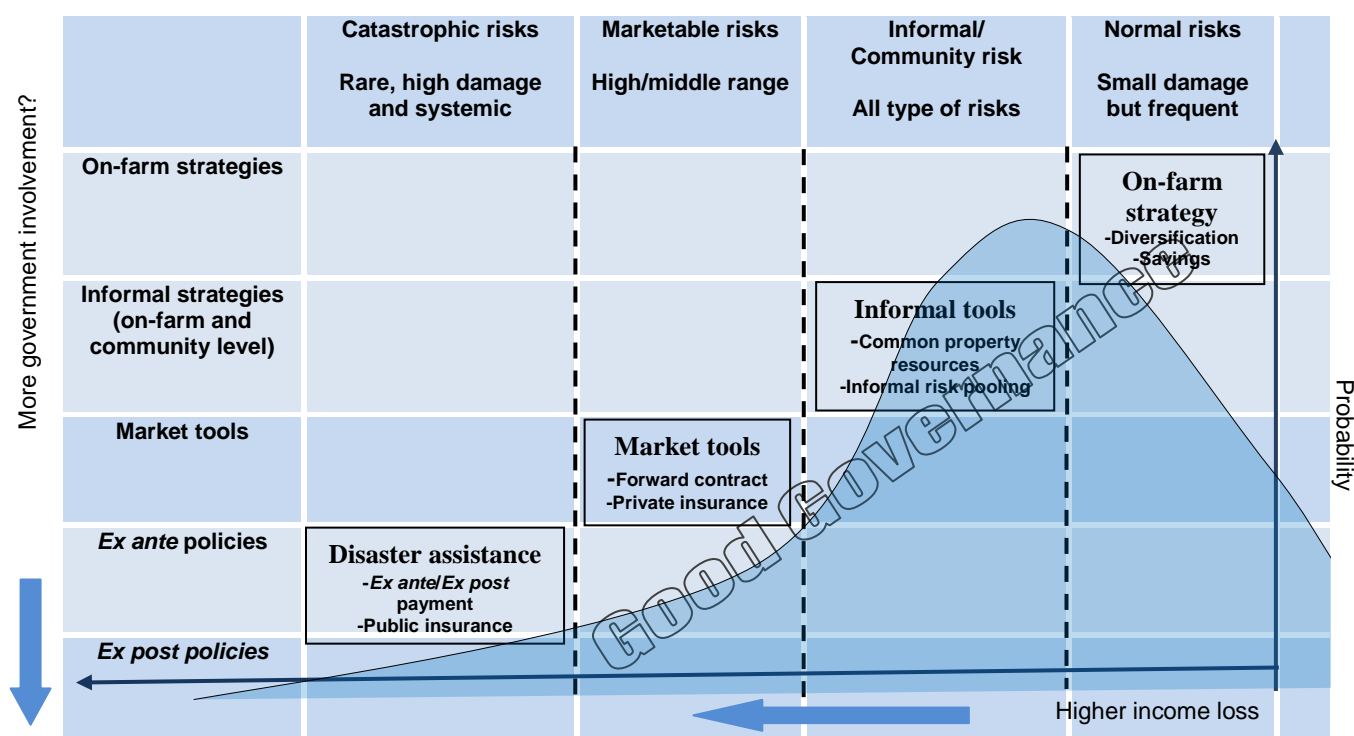 Catastrophic risks
Rare, high damage
and systemic
Marketable risks
High/middle range
Informal/
Community risk
All type of risks
Normal risks
Small damage
but frequent
More government involvement?
On-farm strategies
On-farm
strategy
-Diversification
-Savings
Informal strategies
(on-farm and
community level)
Informal tools
-Common property
resources
-Informal risk pooling
Market tools
Market tools
-Forward contract
-Private insurance
Ex ante policies
Disaster assistance
-Ex ante/Ex post
payment
-Public insurance
Ex post policies
Good Governance
Probability
Higher income loss